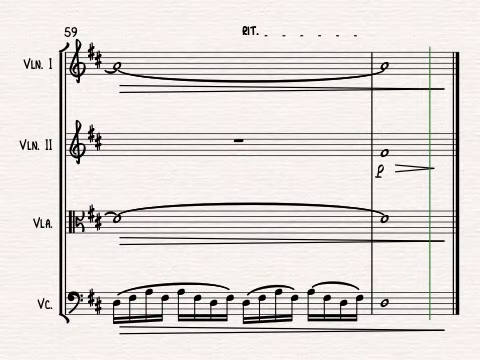 59
RIT.
VLN. I
VLN. II
p
VLA.
VC.